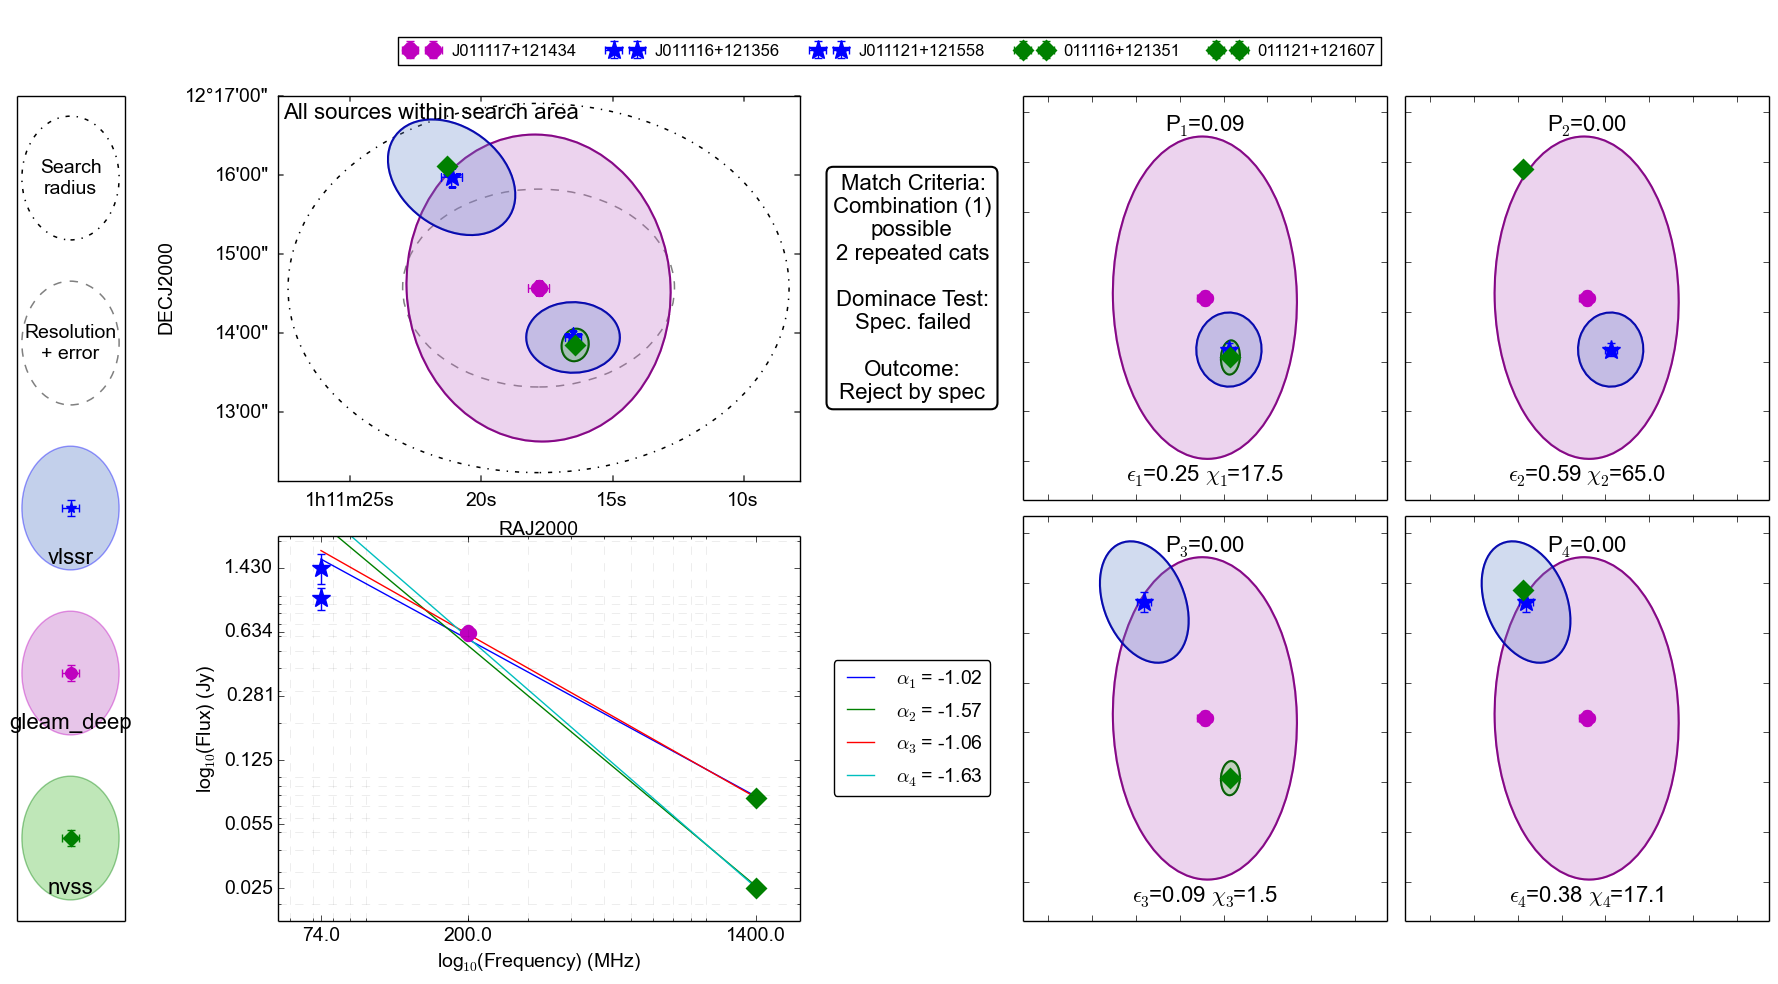 J011117+121434 J011116+121356 J011121+121558 011116+121351 011121+121607
Search
radius
Resolution
+ error
vlssr
gleam_deep
nvss
All sources within search area
12°17'00"
16'00"
15'00"
14'00"
13'00"
DECJ2000
1h11m25s 20s 15s 10s
RAJ2000
Match Criteria:
Combination (1)
possible
2 repeated cats
Dominace Test:
Spec. failed
Outcome:
Reject by spec
P1=0.09
ϵ1=0.25 χ1=17.5
P2=0.00
ϵ2=0.59 χ2=65.0
1.430
0.634
0.281
0.125
0.055
0.025
log10(Flux) (Jy)
74.0 200.0 1400.0
log10(Frequency) (MHz)
α1 = -1.02
α2 = -1.57
α3 = -1.06
α4 = -1.63
P3=0.00
ϵ3=0.09 χ3=1.5
P4=0.00
ϵ4=0.38 χ4=17.1